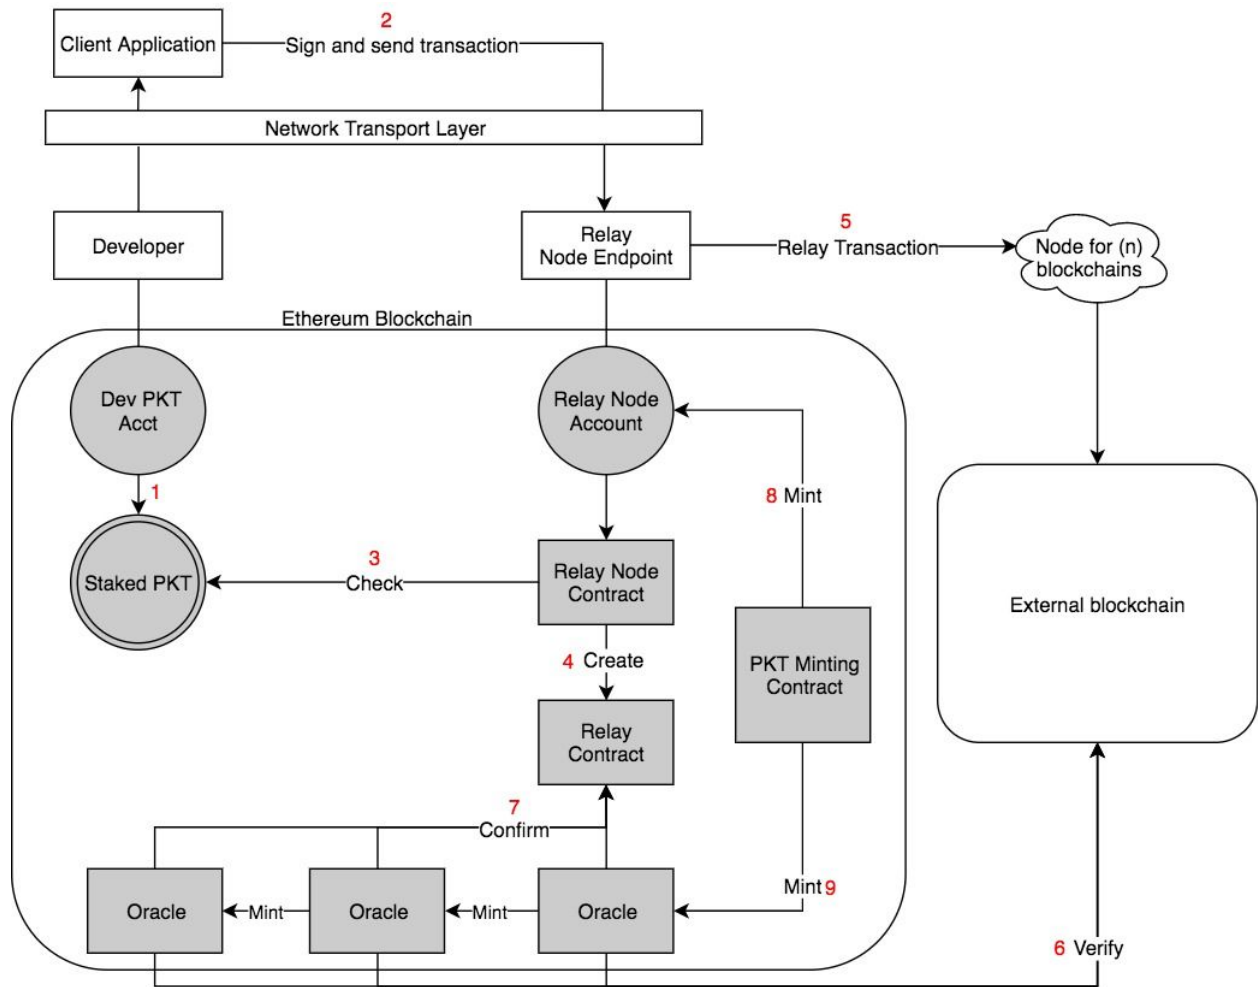 2
Client Application
Sign and send transaction
Network Transport Layer
Developer
Relay
Node Endpoint
5
Relay Transaction
Node for (n)
blockchains
Ethereum Blockchain
Dev PKT
Acct
Relay Node
Account
1
8 Mint
Staked PKT
3
Check
Relay Node
Contract
External blockchain
4 Create
PKT Minting
Contract
Relay
Contract
7
Confirm
Mint 9
Oracle
Mint
Oracle
Mint
Oracle
6 Verify